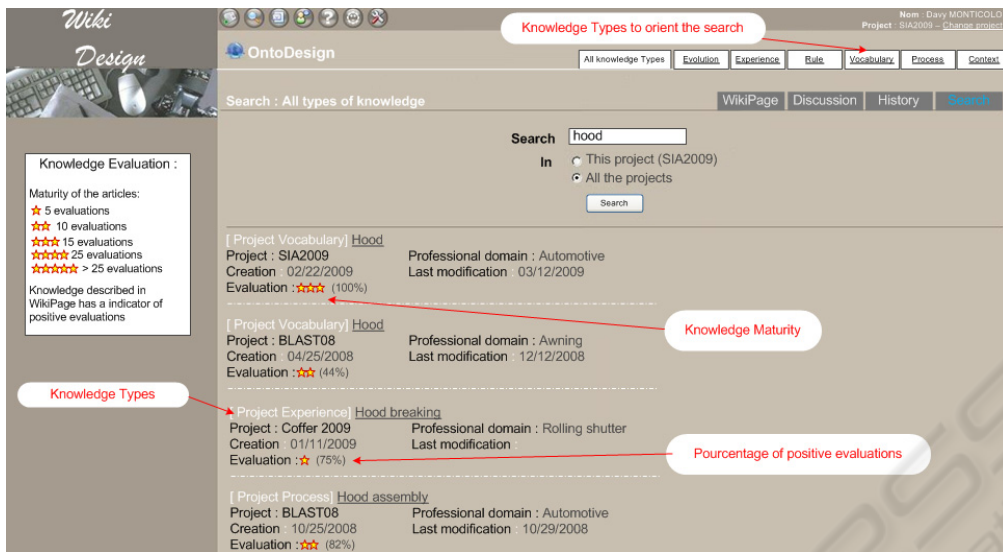 Wiki
Design
Nom : Davy MONTICOLO
Project : SIA2009 – Change project
Knowledge Types to orient the search
OntoDesign
All knowledge Types Evolution Experience Rule Vocabulary Process Context
Search : All types of knowledge
WikiPage Discussion History Search
Search hood
In This project (SIA2009)
All the projects
Search
Knowledge Evaluation :
Maturity of the articles:
5 evaluations
10 evaluations
15 evaluations
25 evaluations
> 25 evaluations
Knowledge described in
WikiPage has a indicator of
positive evaluations
[ Project Vocabulary] Hood
Project : SIA2009 Professional domain : Automotive
Creation : 02/22/2009 Last modification : 03/12/2009
Evaluation : (100%)
Knowledge Maturity
[ Project Vocabulary] Hood
Project : BLAST08 Professional domain : Awning
Creation : 04/25/2008 Last modification : 12/12/2008
Evaluation : (44%)
Knowledge Types
[ Project Experience] Hood breaking
Project : Coffer 2009 Professional domain : Rolling shutter
Creation : 01/11/2009 Last modification :
Evaluation : (75%)
Pourcentage of positive evaluations
[ Project Process] Hood assembly
Project : BLAST08 Professional domain : Automotive
Creation : 10/25/2008 Last modification : 10/29/2008
Evaluation : (82%)